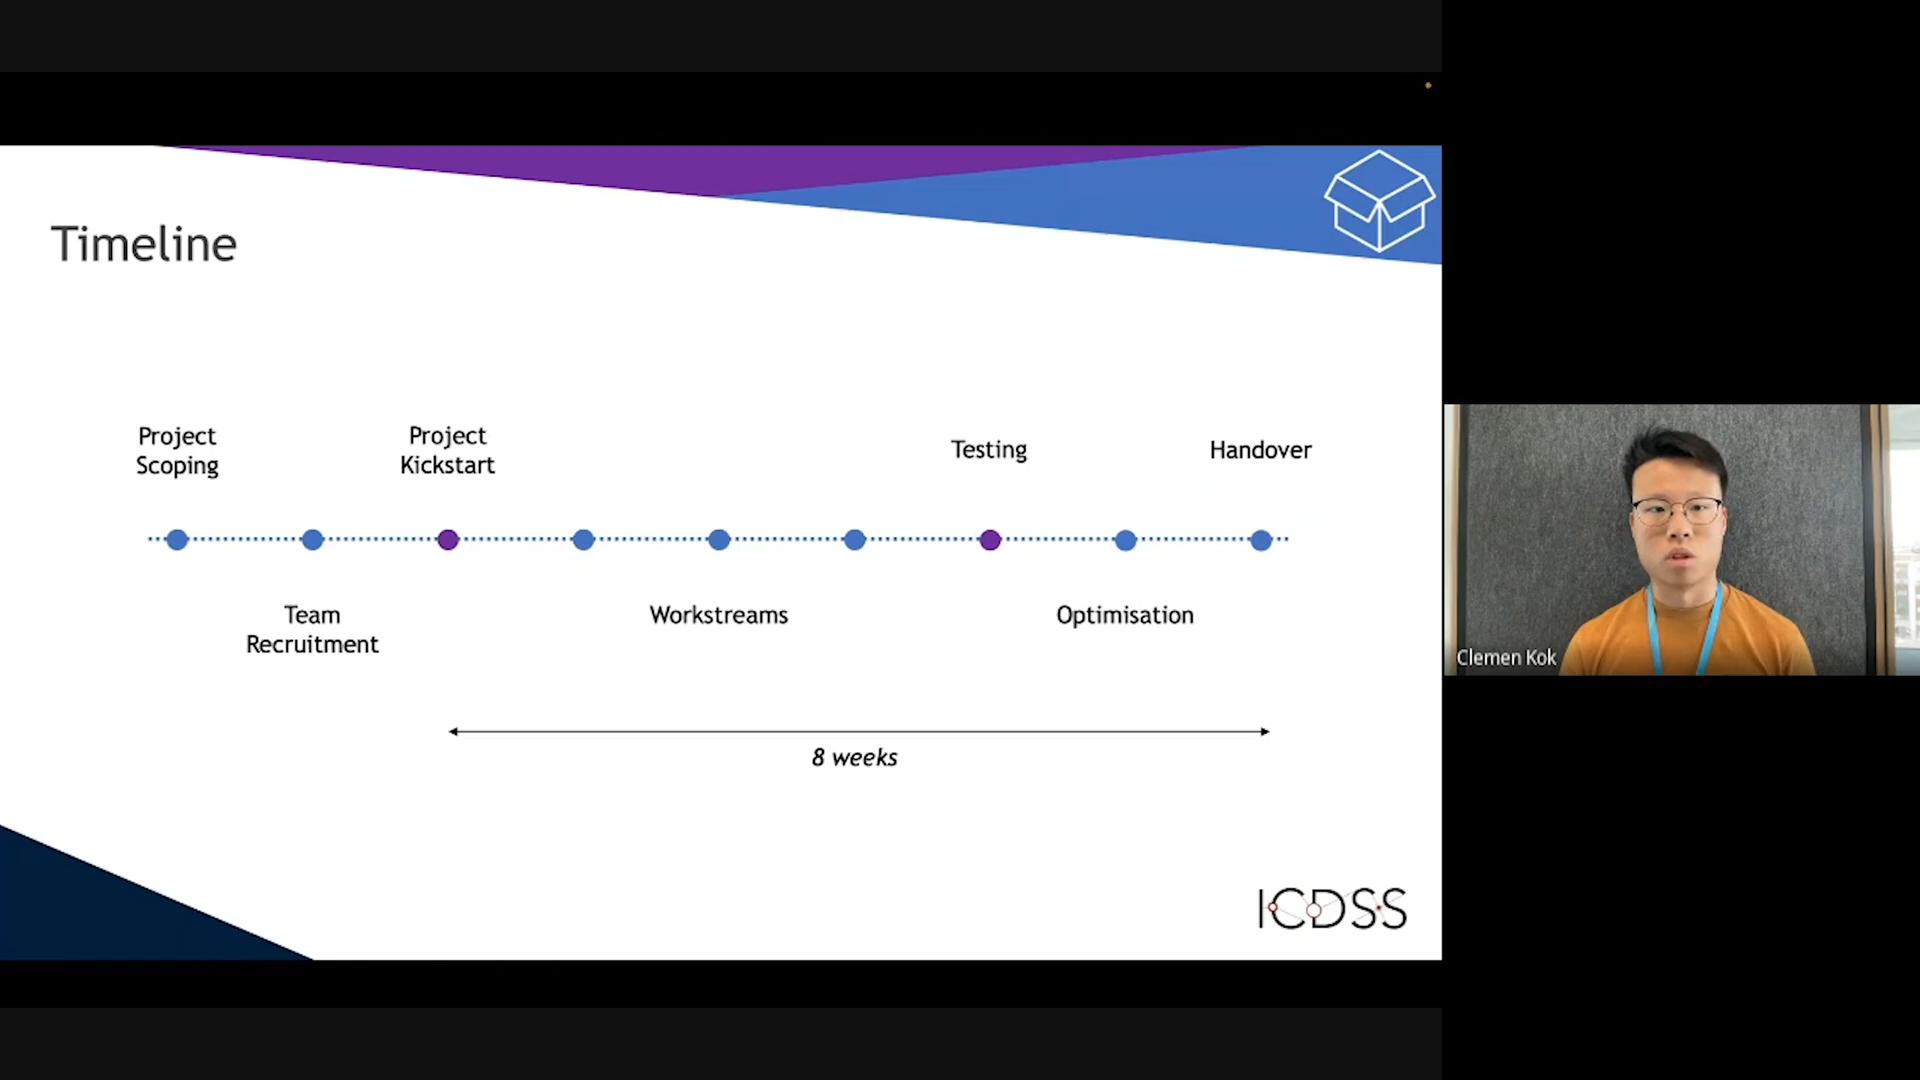 Timeline
Project
Scoping
Project
Kickstart
Testing
Handover
Team
Recruitment
Workstreams
Optimisation
8 weeks
ICDSS
Clemen Kok